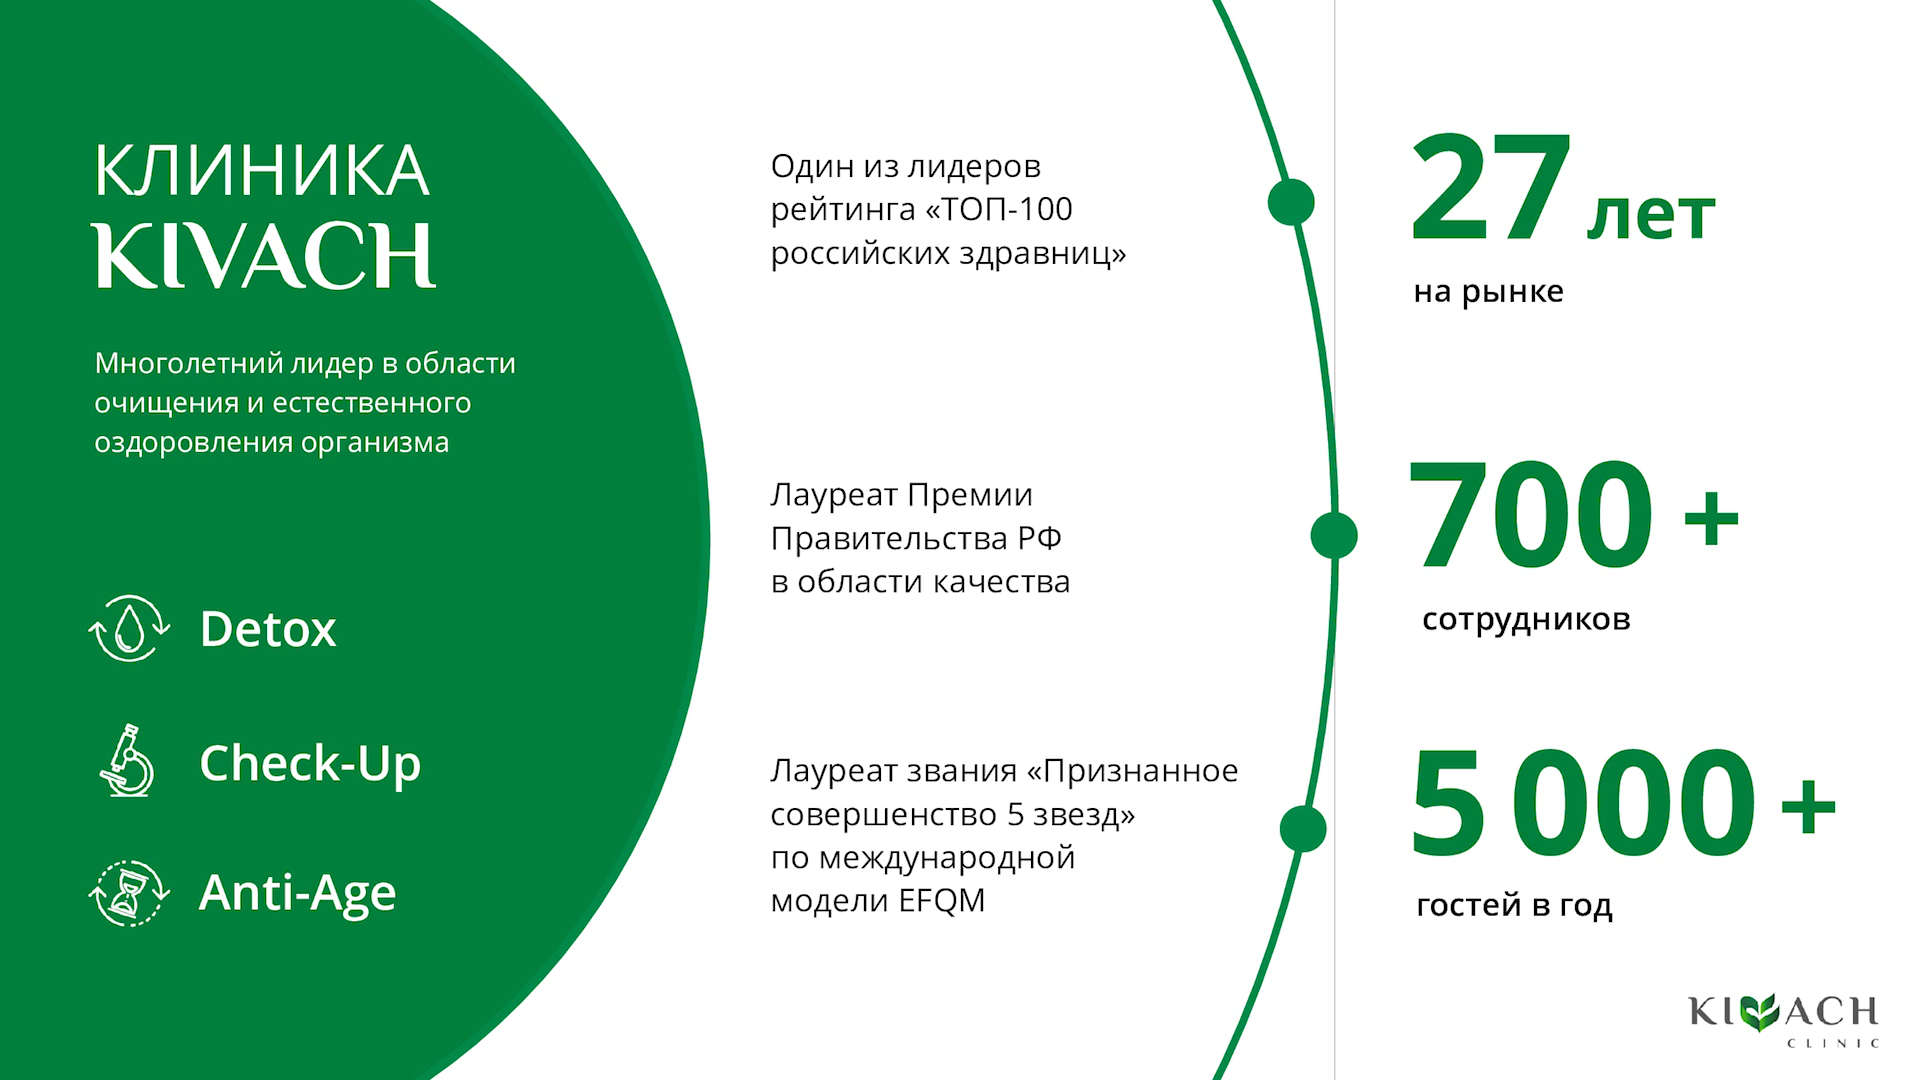 КЛИНИКА
KIVACH
Многолетний лидер в области
очищения и естественного
оздоровления организма
Detox
Check-Up
Anti-Age
Один из лидеров
рейтинга «ТОП-100
российских здравниц»
Лауреат Премии
Правительства РФ
в области качества
Лауреат звания «Признанное
совершенство 5 звезд»
по международной
модели EFQM
27 лет
на рынке
700 +
сотрудников
5 000 +
гостей в год
KIVACH
CLINIC